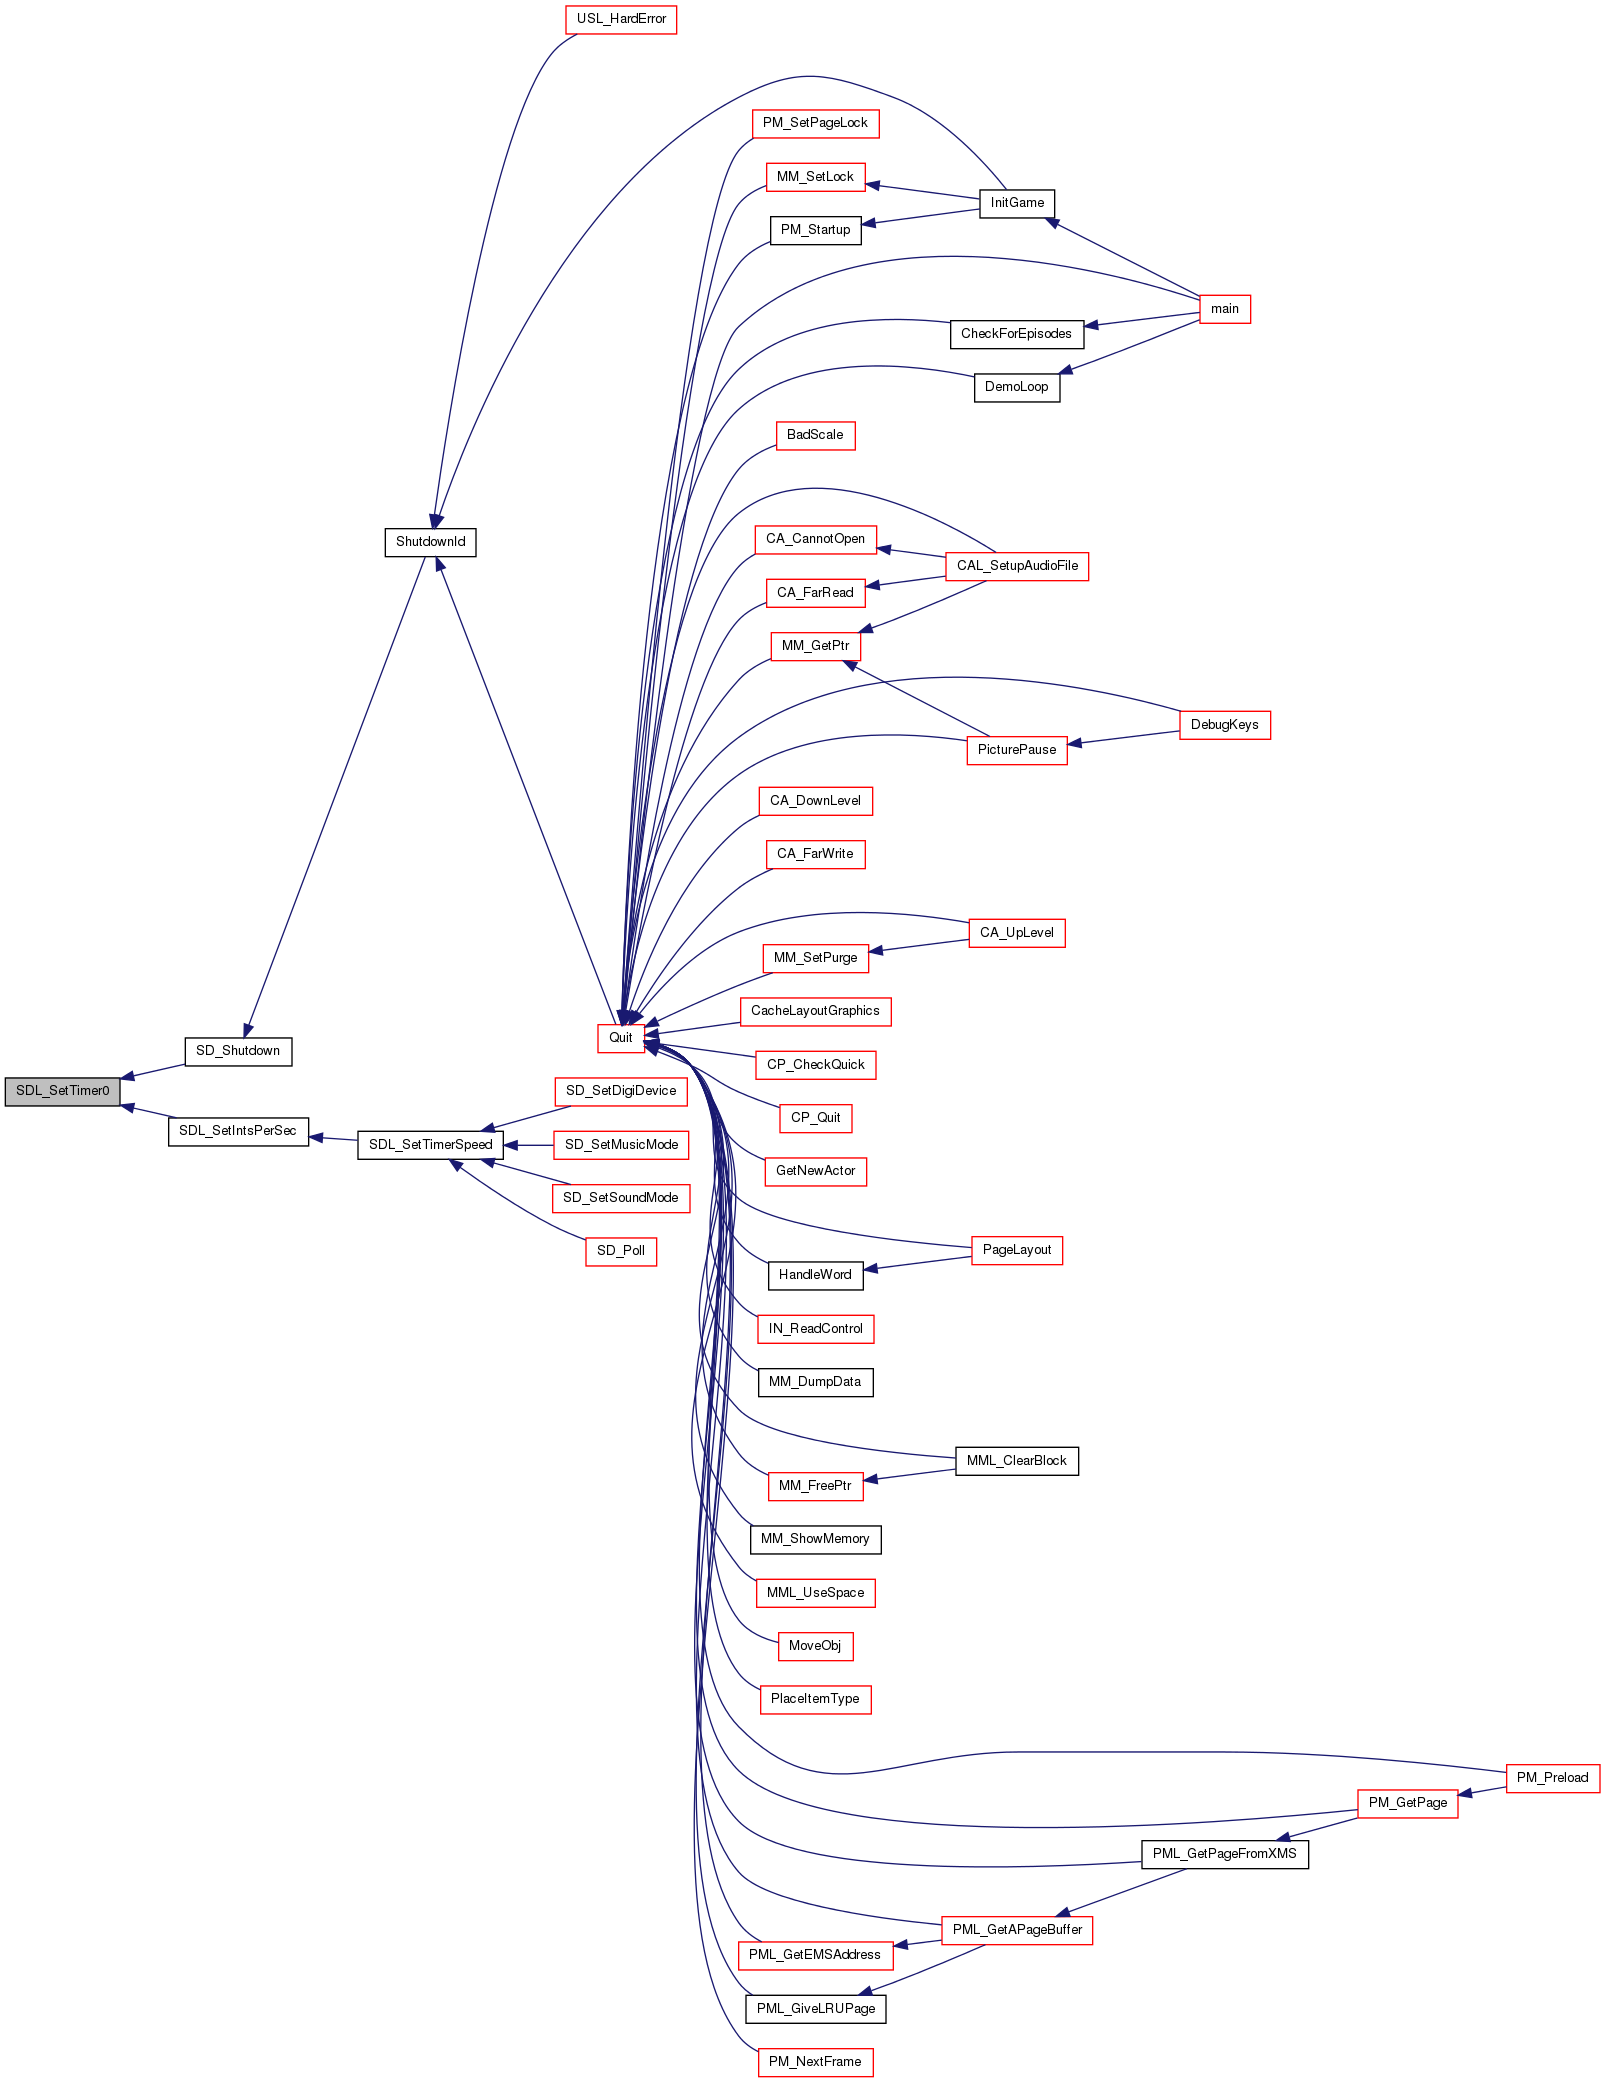 USL_HardError
PM_SetPageLock
MM_SetLock
InitGame
PM_Startup
main
CheckForEpisodes
DemoLoop
BadScale
ShutdownId
CA_CannotOpen
CAL_SetupAudioFile
CA_FarRead
MM_GetPtr
DebugKeys
PicturePause
CA_DownLevel
CA_FarWrite
CA_UpLevel
MM_SetPurge
CacheLayoutGraphics
Quit
SD_Shutdown
CP_CheckQuick
SDL_SetTimer0
SD_SetDigiDevice
CP_Quit
SDL_SetIntsPerSec
SDL_SetTimerSpeed
SD_SetMusicMode
GetNewActor
SD_SetSoundMode
SD_Poll
PageLayout
HandleWord
IN_ReadControl
MM_DumpData
MML_ClearBlock
MM_FreePtr
MM_ShowMemory
MML_UseSpace
MoveObj
PlaceItemType
PM_Preload
PM_GetPage
PML_GetPageFromXMS
PML_GetAPageBuffer
PML_GetEMSAddress
PML_GiveLRUPage
PM_NextFrame